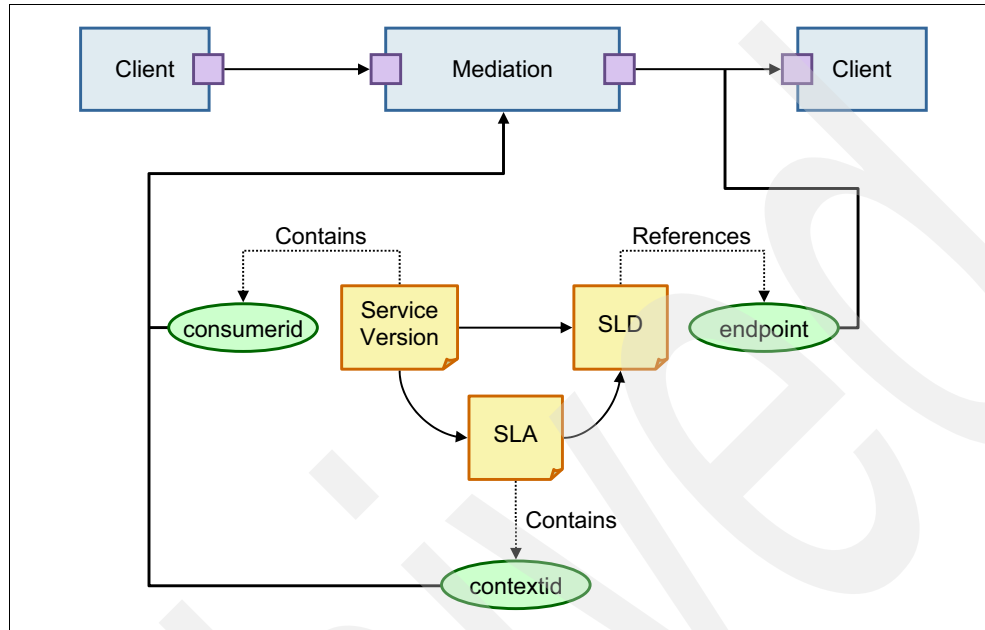 Client
Mediation
Client
Contains
References
consumerid
Service
Version
SLD
endpoint
SLA
Contains
contextid